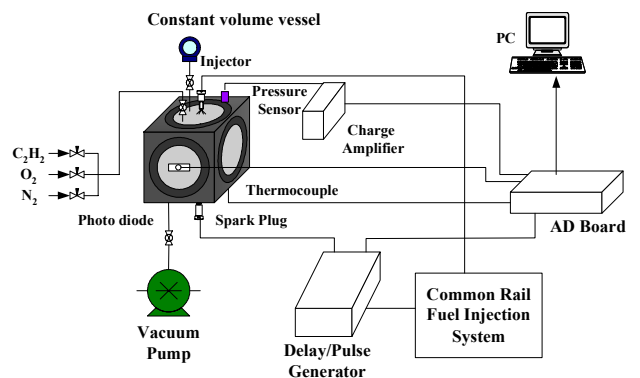 Constant volume vessel
PC
Injector
Pressure
Sensor
Charge
Amplifier
C₂H₂
O₂
N₂
Thermocouple
Photo diode
Spark Plug
AD Board
Vacuum
Pump
Delay/Pulse
Generator
Common Rail
Fuel Injection
System